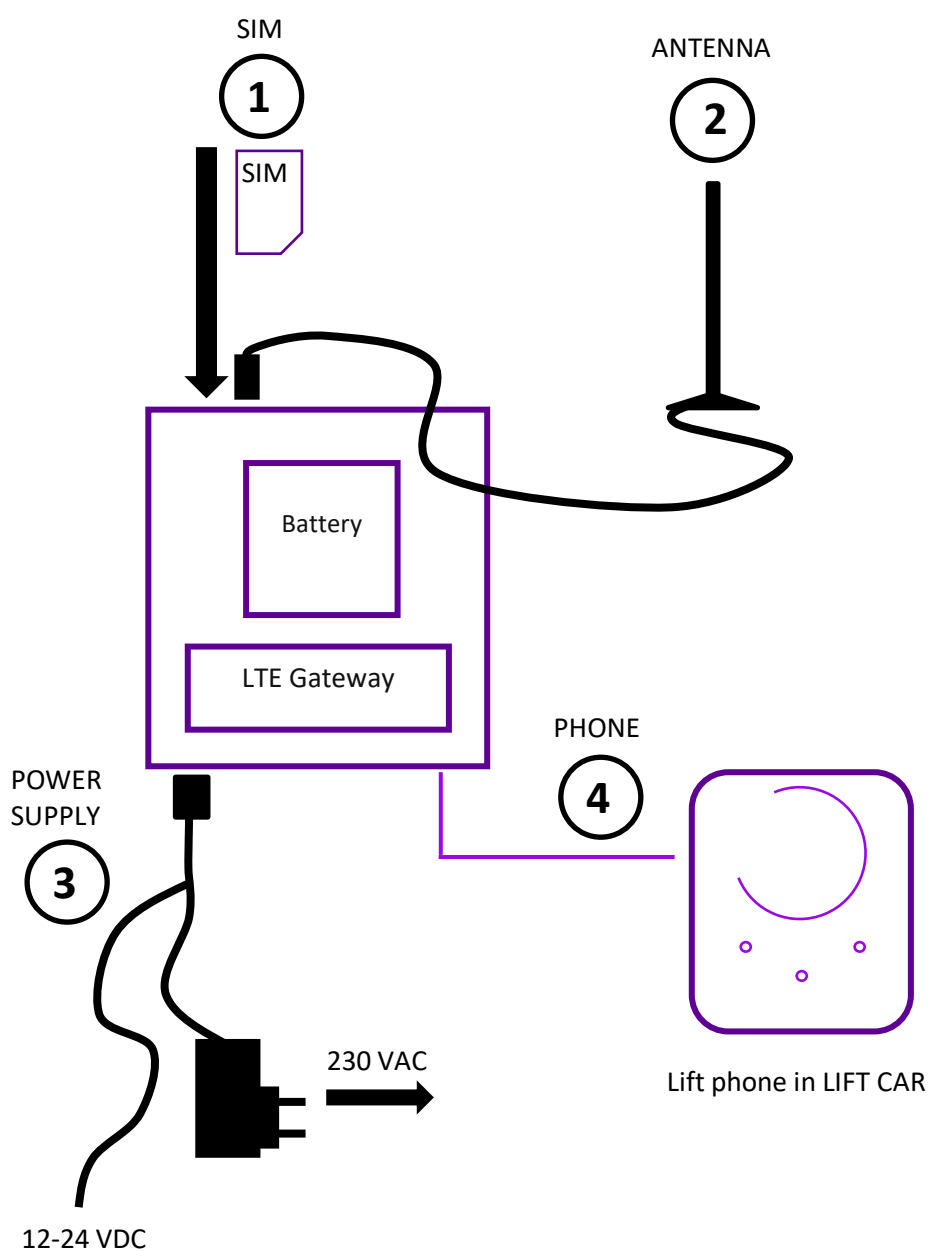 SIM
1
SIM
ANTENNA
2
Battery
LTE Gateway
POWER
SUPPLY
3
PHONE
4
230 VAC
Lift phone in LIFT CAR
12-24 VDC